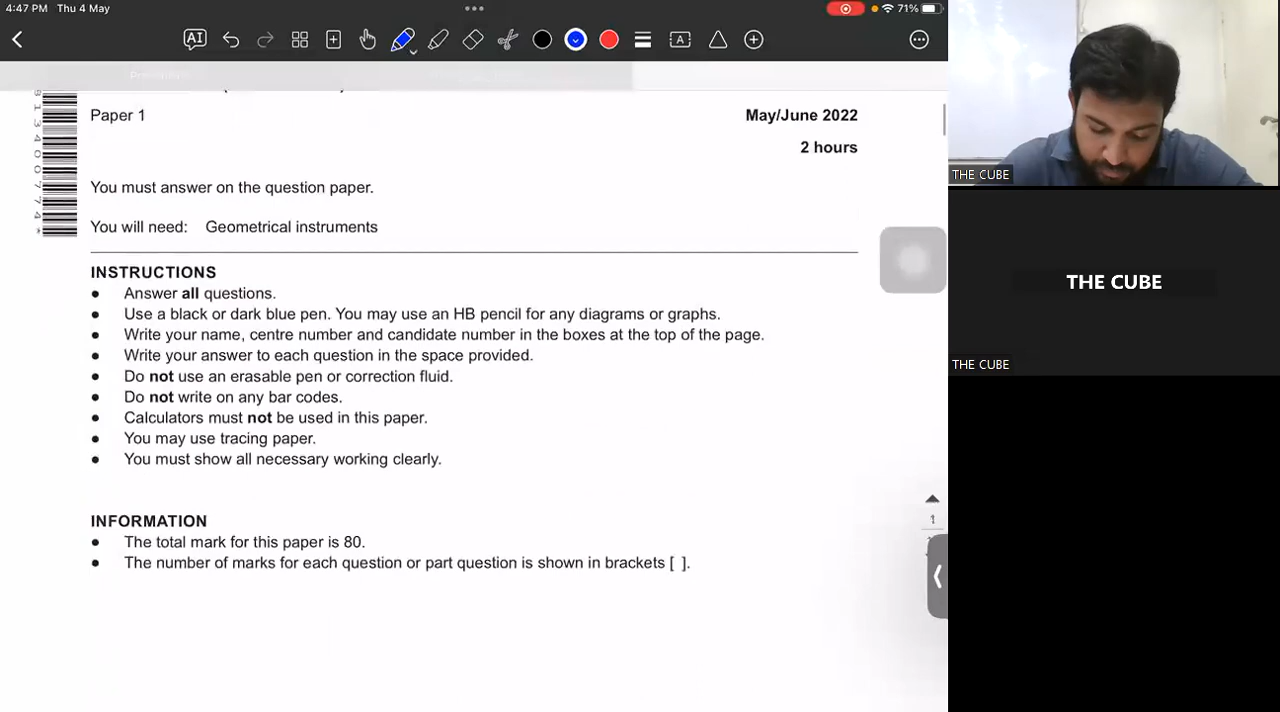 4:47 PM Thu 4 May
71%
AI
A
Paper 1
May/June 2022
2 hours
You must answer on the question paper.
You will need: Geometrical instruments
INSTRUCTIONS
● Answer all questions.
● Use a black or dark blue pen. You may use an HB pencil for any diagrams or graphs.
● Write your name, centre number and candidate number in the boxes at the top of the page.
● Write your answer to each question in the space provided.
● Do not use an erasable pen or correction fluid.
● Do not write on any bar codes.
● Calculators must not be used in this paper.
● You may use tracing paper.
● You must show all necessary working clearly.
INFORMATION
● The total mark for this paper is 80.
● The number of marks for each question or part question is shown in brackets [ ].
1
THE CUBE
THE CUBE
THE CUBE